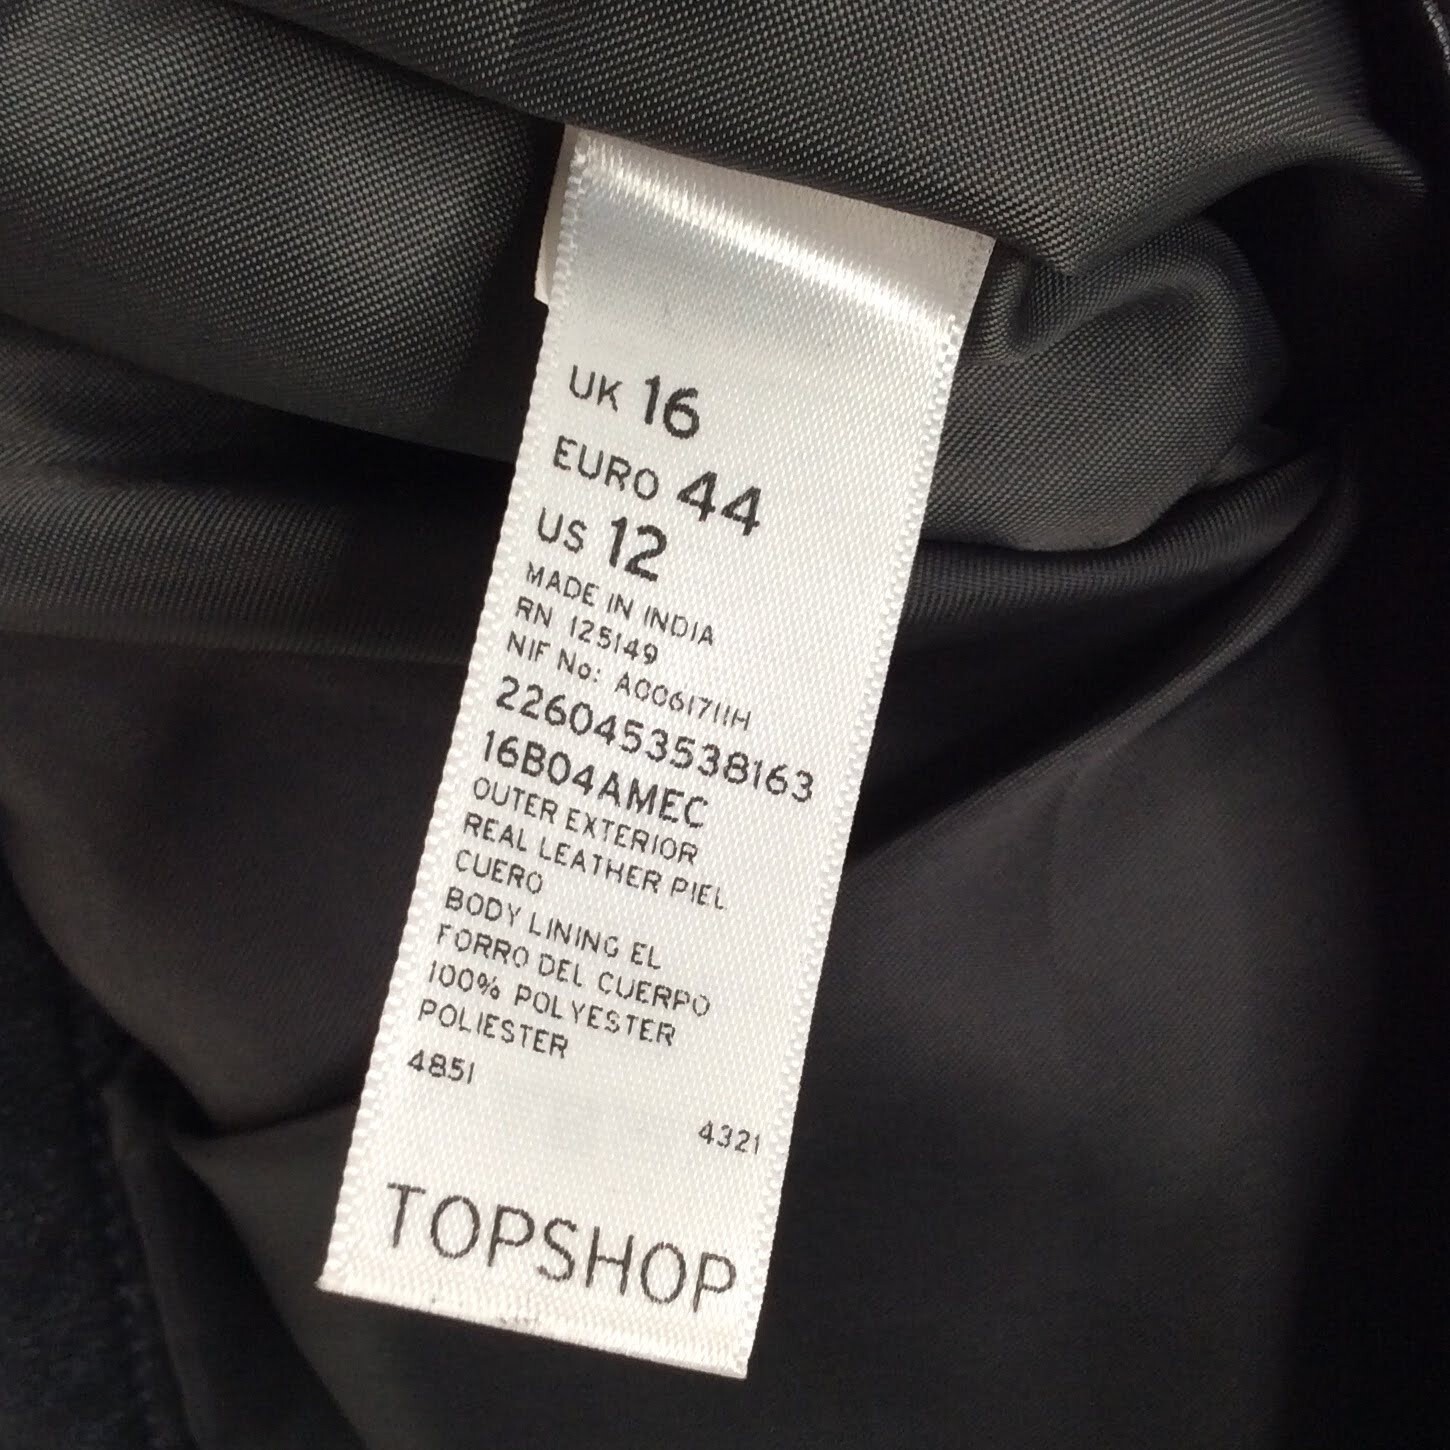 UK 16
EURO 44
US 12
MADE IN INDIA
RN 125149
NIF No: A0061711H
2260453538163
16B04AMEC
OUTER EXTERIOR
REAL LEATHER PIEL
CUERO
BODY LINING EL
FORRO DEL CUERPO
100% POLYESTER
POLIESTER
4851
4321
TOPSHOP